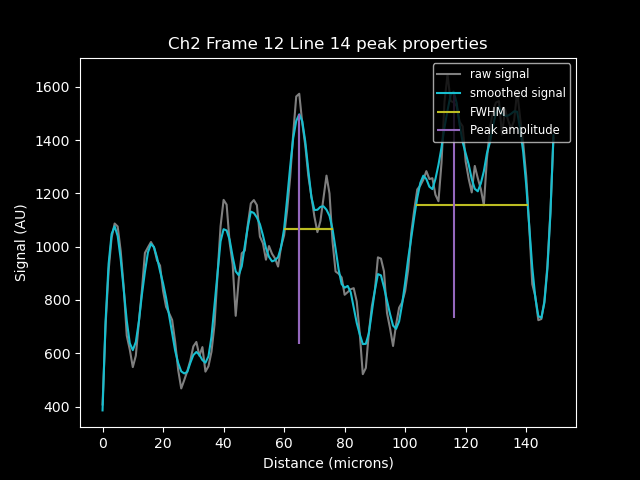 Ch2 Frame 12 Line 14 peak properties
raw signal
smoothed signal
FWHM
Peak amplitude
Signal (AU)
1600
1400
1200
1000
800
600
400
0 20 40 60 80 100 120 140
Distance (microns)